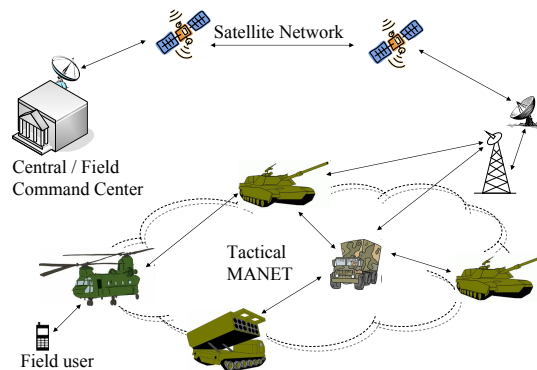 Satellite Network
Central / Field
Command Center
Tactical
MANET
Field user